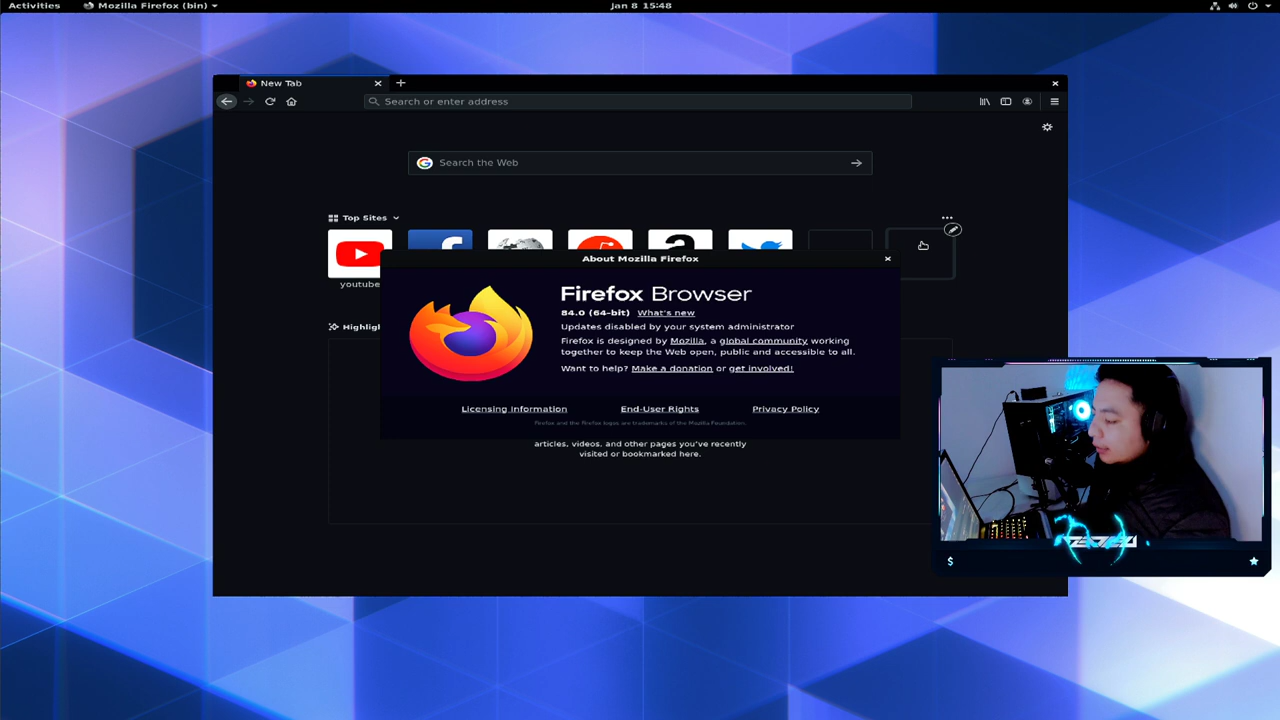 Activities
Mozilla Firefox (bin)
Jan 8 15:48
New Tab
Search or enter address
Search the Web
Top Sites
youtube
Highligh
About Mozilla Firefox
Firefox Browser
84.0 (64-bit) What's new
Updates disabled by your system administrator
Firefox is designed by Mozilla, a global community working
together to keep the Web open, public and accessible to all.
Want to help? Make a donation or get involved!
Licensing Information End-User Rights Privacy Policy
Firefox and the Firefox logos are trademarks of the Mozilla Foundation.
articles, videos, and other pages you've recently
visited or bookmarked here.
$